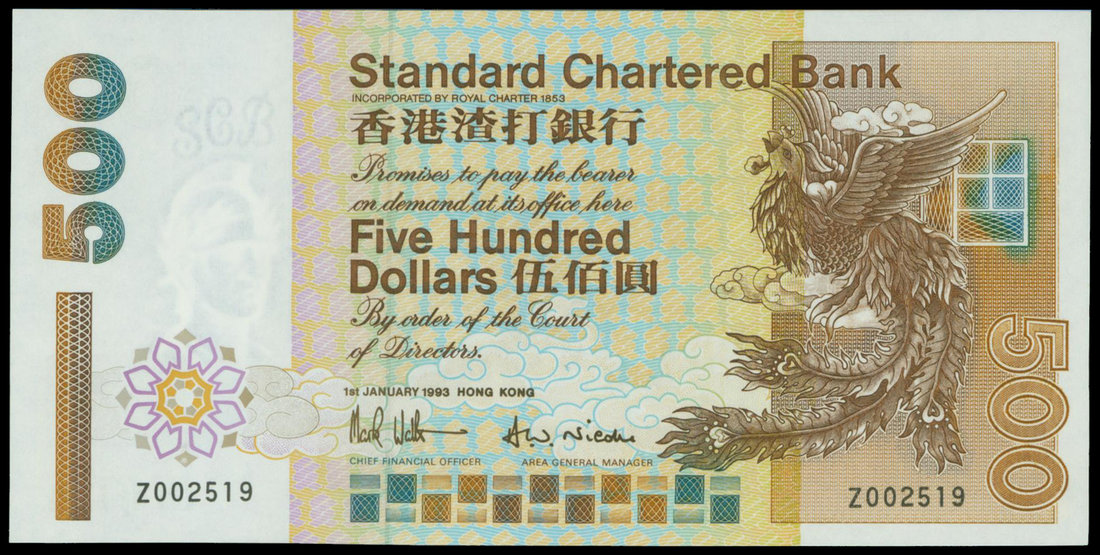 500
Standard Chartered Bank
INCORPORATED BY ROYAL CHARTER 1853
香港渣打銀行
Promises to pay the bearer
on demand at its office here
Five Hundred
Dollars 伍佰圓
By order of the Court
of Directors.
1st JANUARY 1993 HONG KONG
CHIEF FINANCIAL OFFICER AREA GENERAL MANAGER
Z002519
Z002519
500
SCB